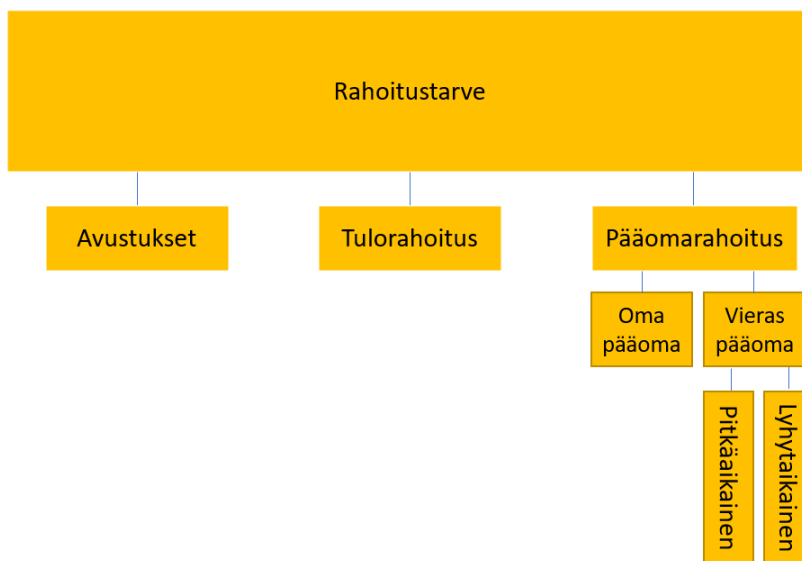 Rahoitustarve
Avustukset
Tulorahoitus
Pääomarahoitus
Oma
pääoma
Vieras
pääoma
Pitkäaikainen
Lyhytaikainen